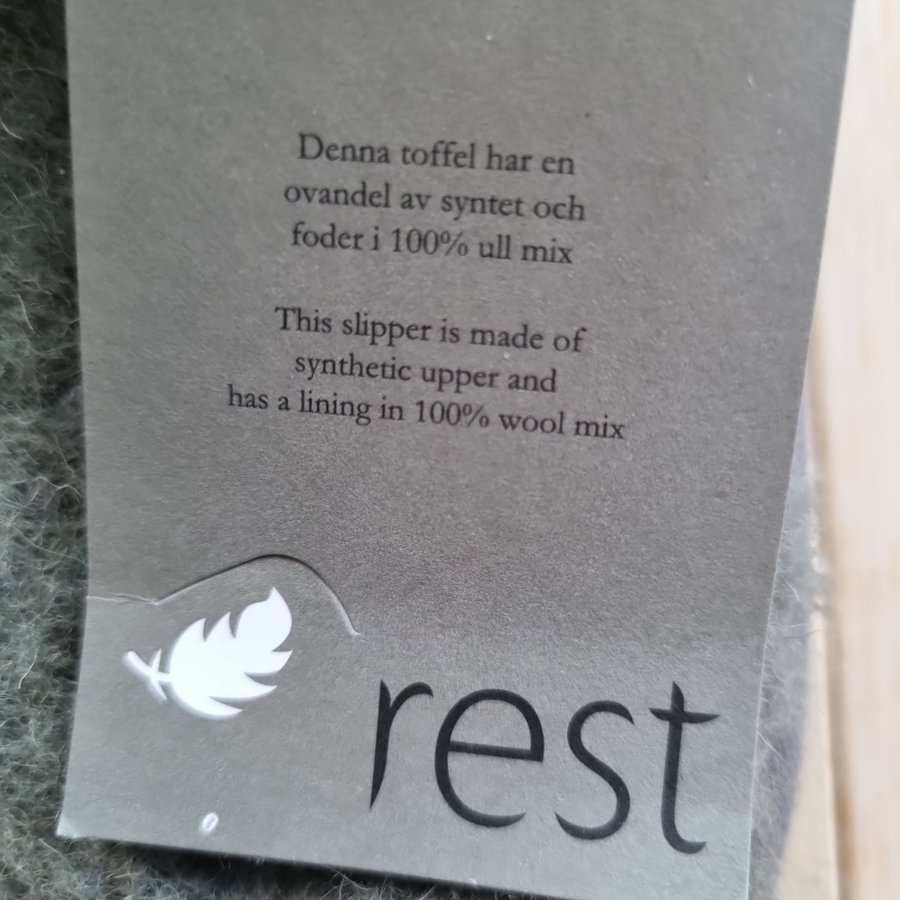 Denna toffel har en
ovandel av syntet och
foder i 100% ull mix
This slipper is made of
synthetic upper and
has a lining in 100% wool mix
rest